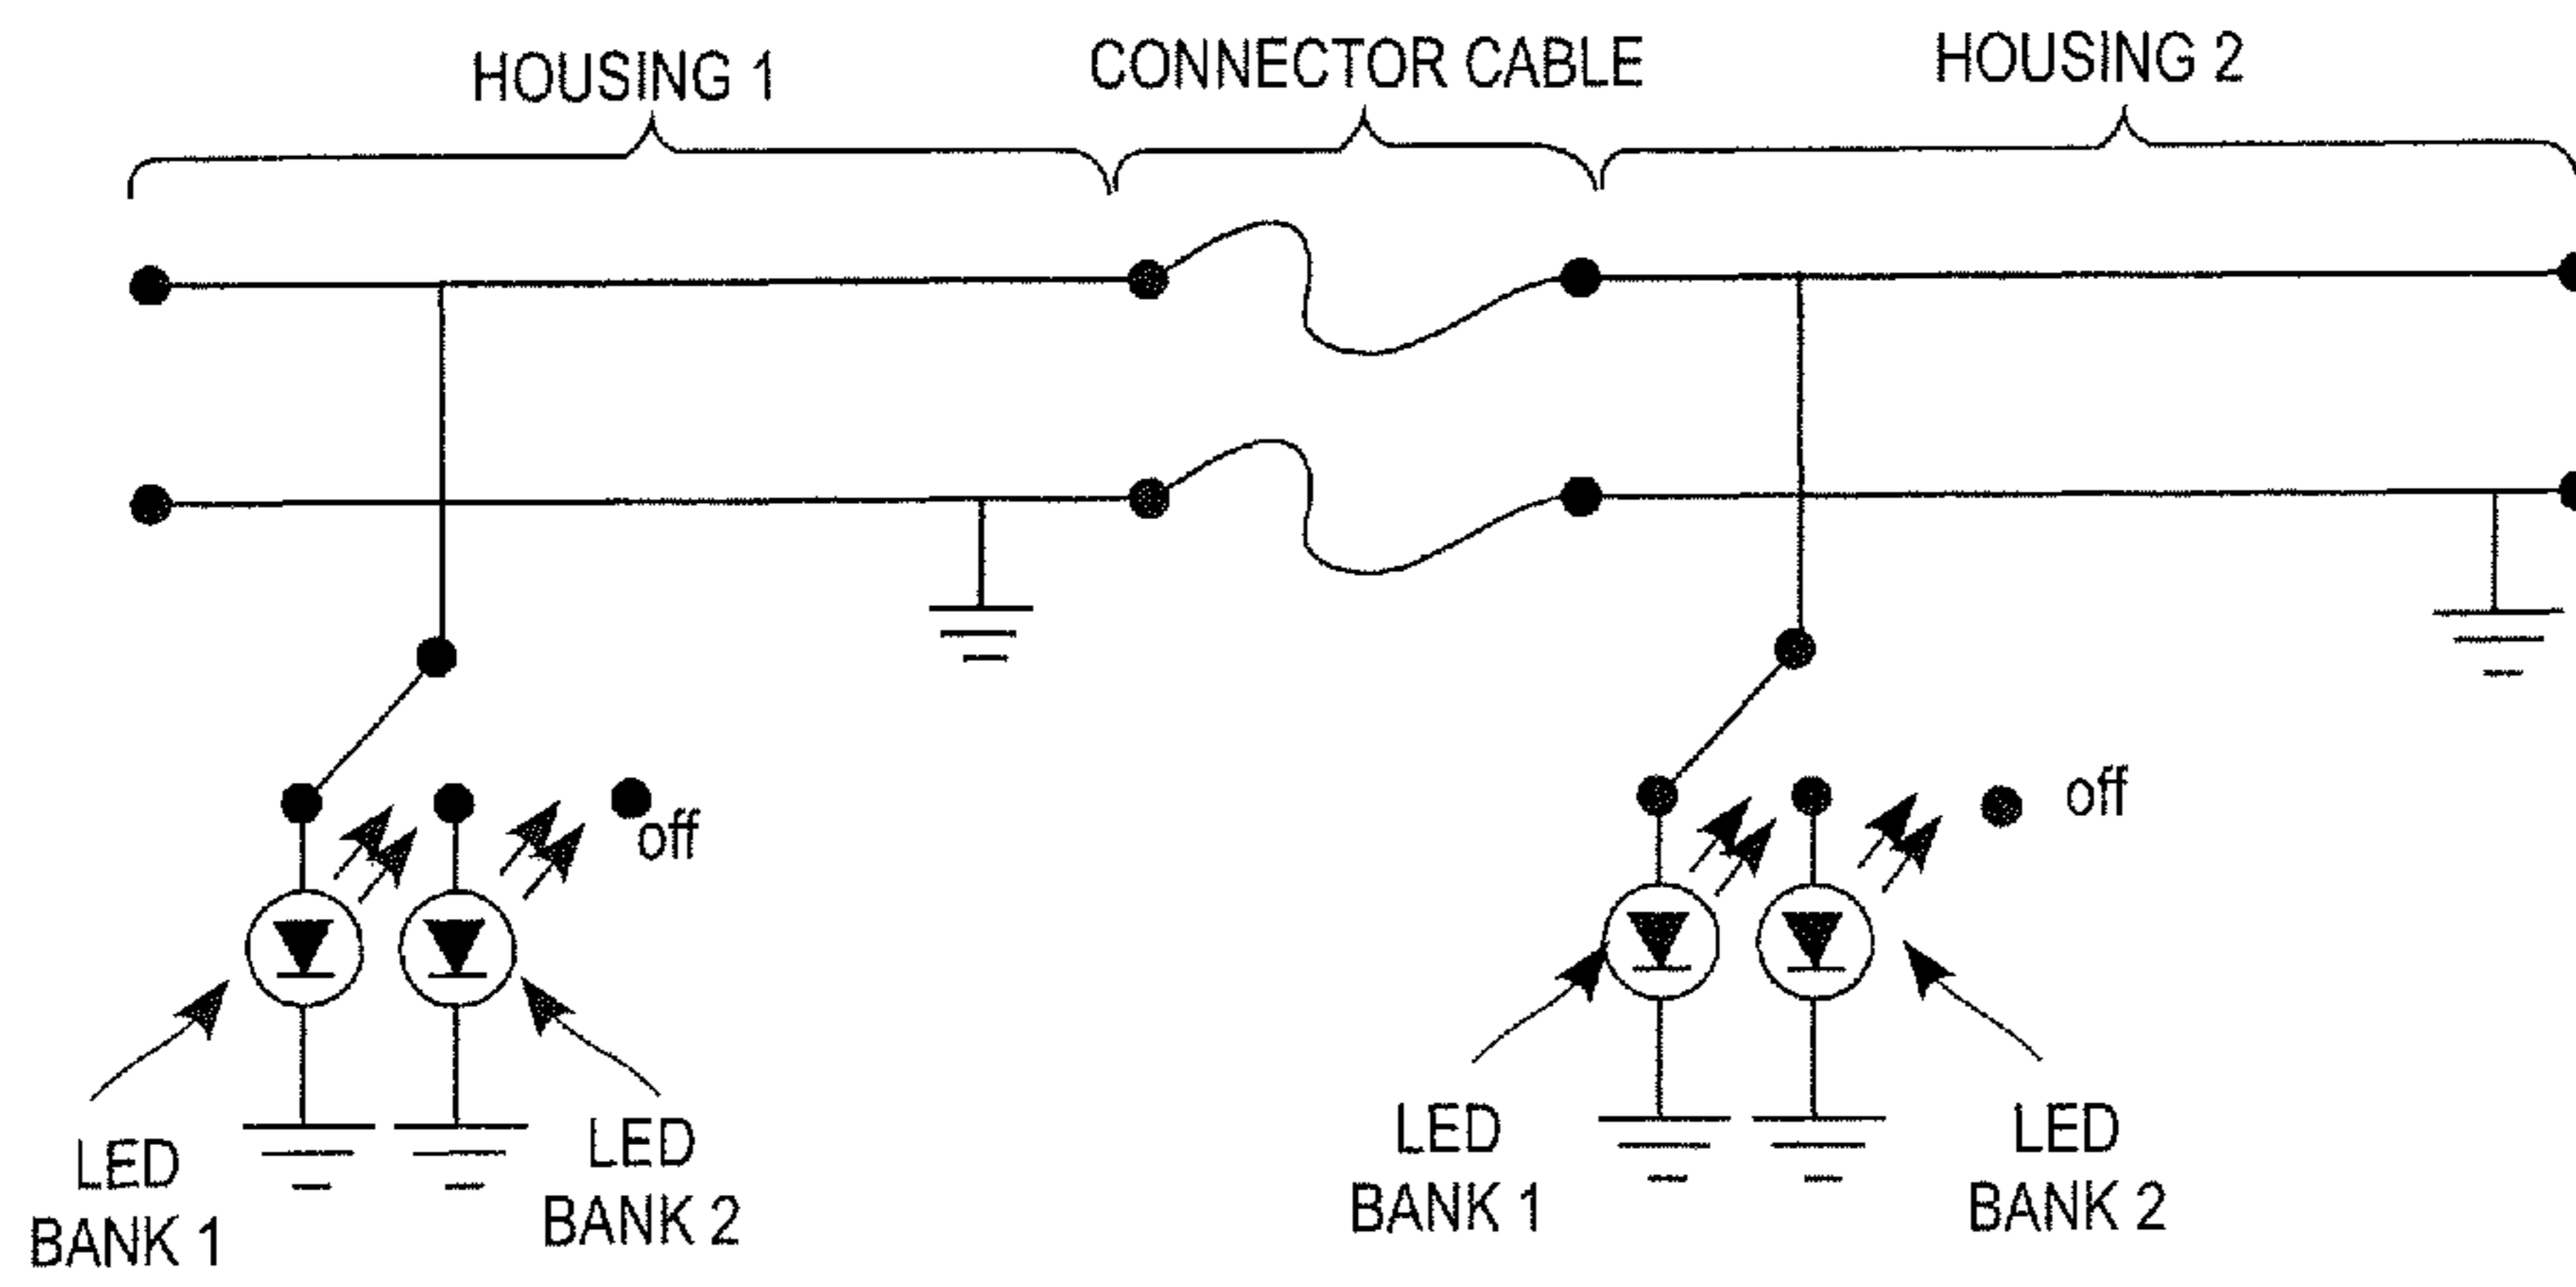 HOUSING 1
CONNECTOR CABLE
HOUSING 2
off
off
LED
BANK 1
LED
BANK 2
LED
BANK 1
LED
BANK 2